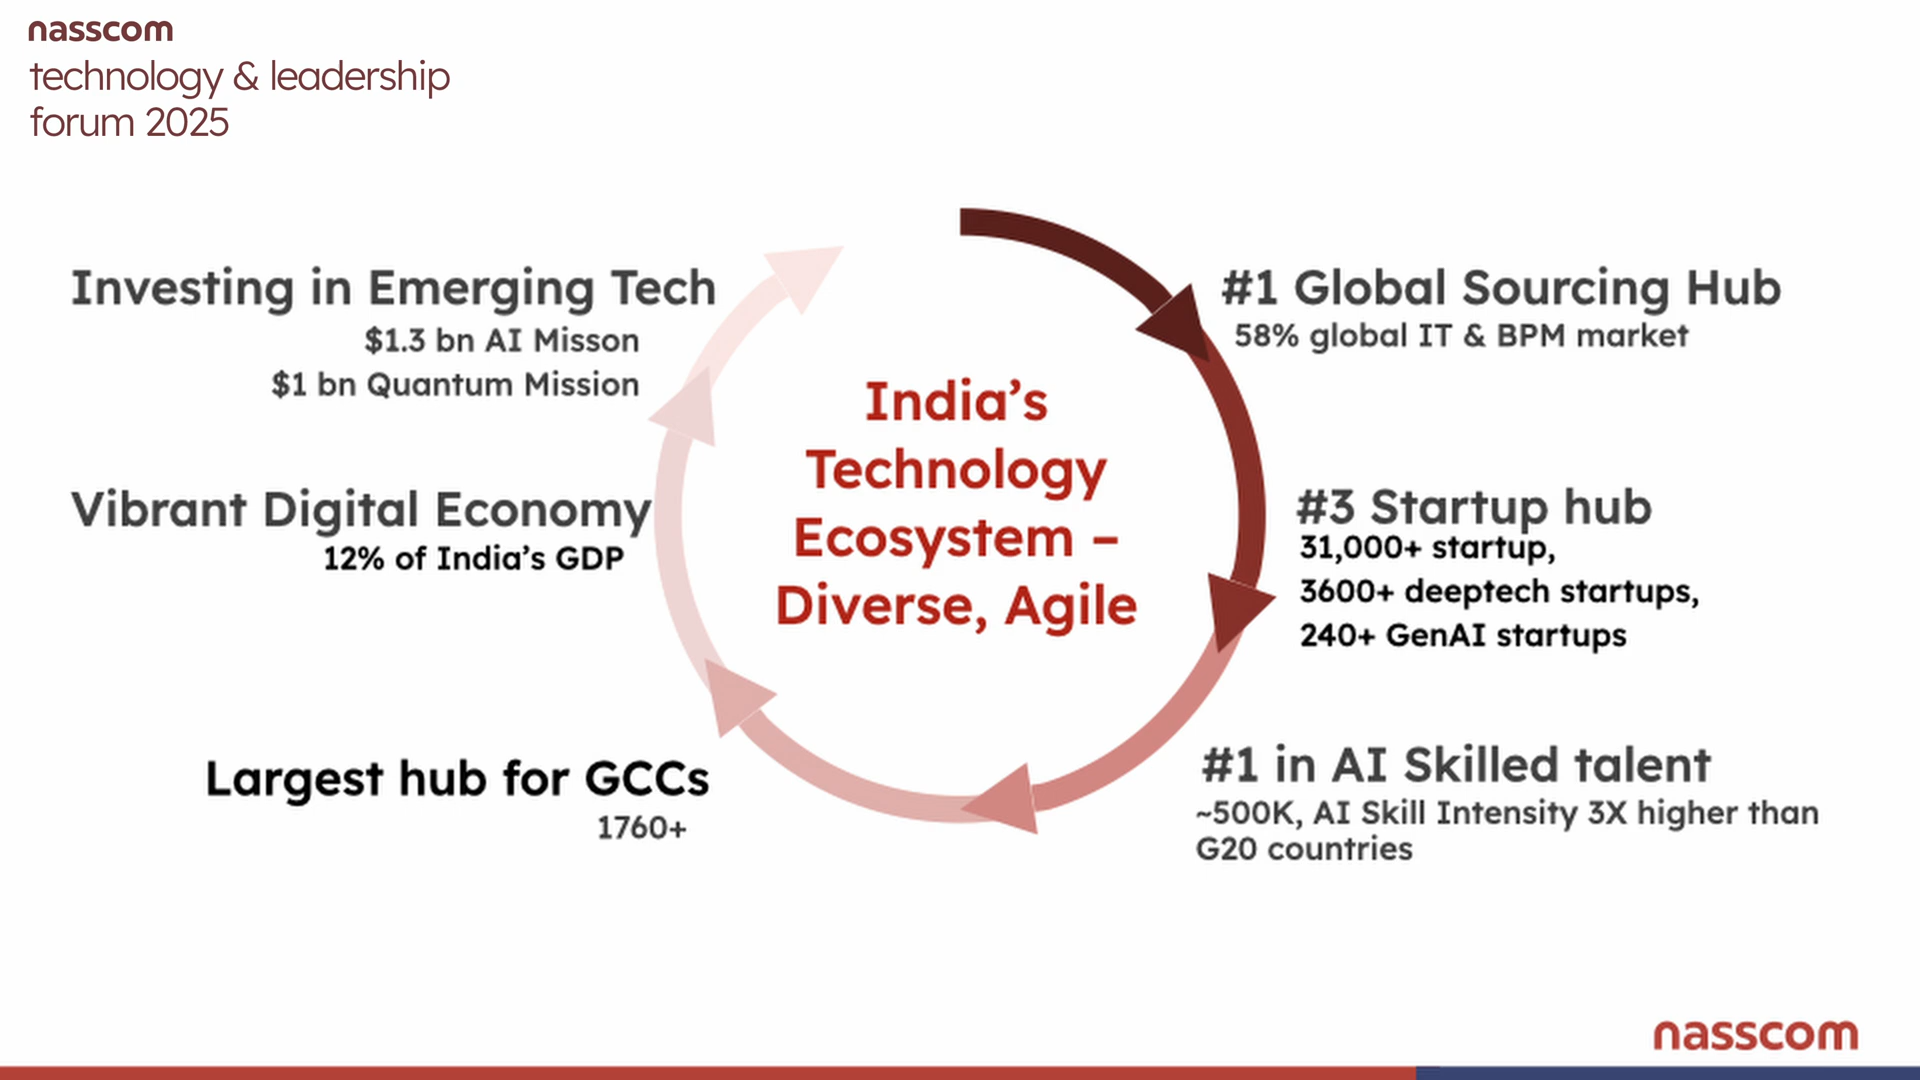 nasscom
technology & leadership
forum 2025
Investing in Emerging Tech
$1.3 bn AI Misson
$1 bn Quantum Mission
Vibrant Digital Economy
12% of India’s GDP
Largest hub for GCCs
1760+
India’s
Technology
Ecosystem –
Diverse, Agile
#1 Global Sourcing Hub
58% global IT & BPM market
#3 Startup hub
31,000+ startup,
3600+ deeptech startups,
240+ GenAI startups
#1 in AI Skilled talent
~500K, AI Skill Intensity 3X higher than
G20 countries
nasscom